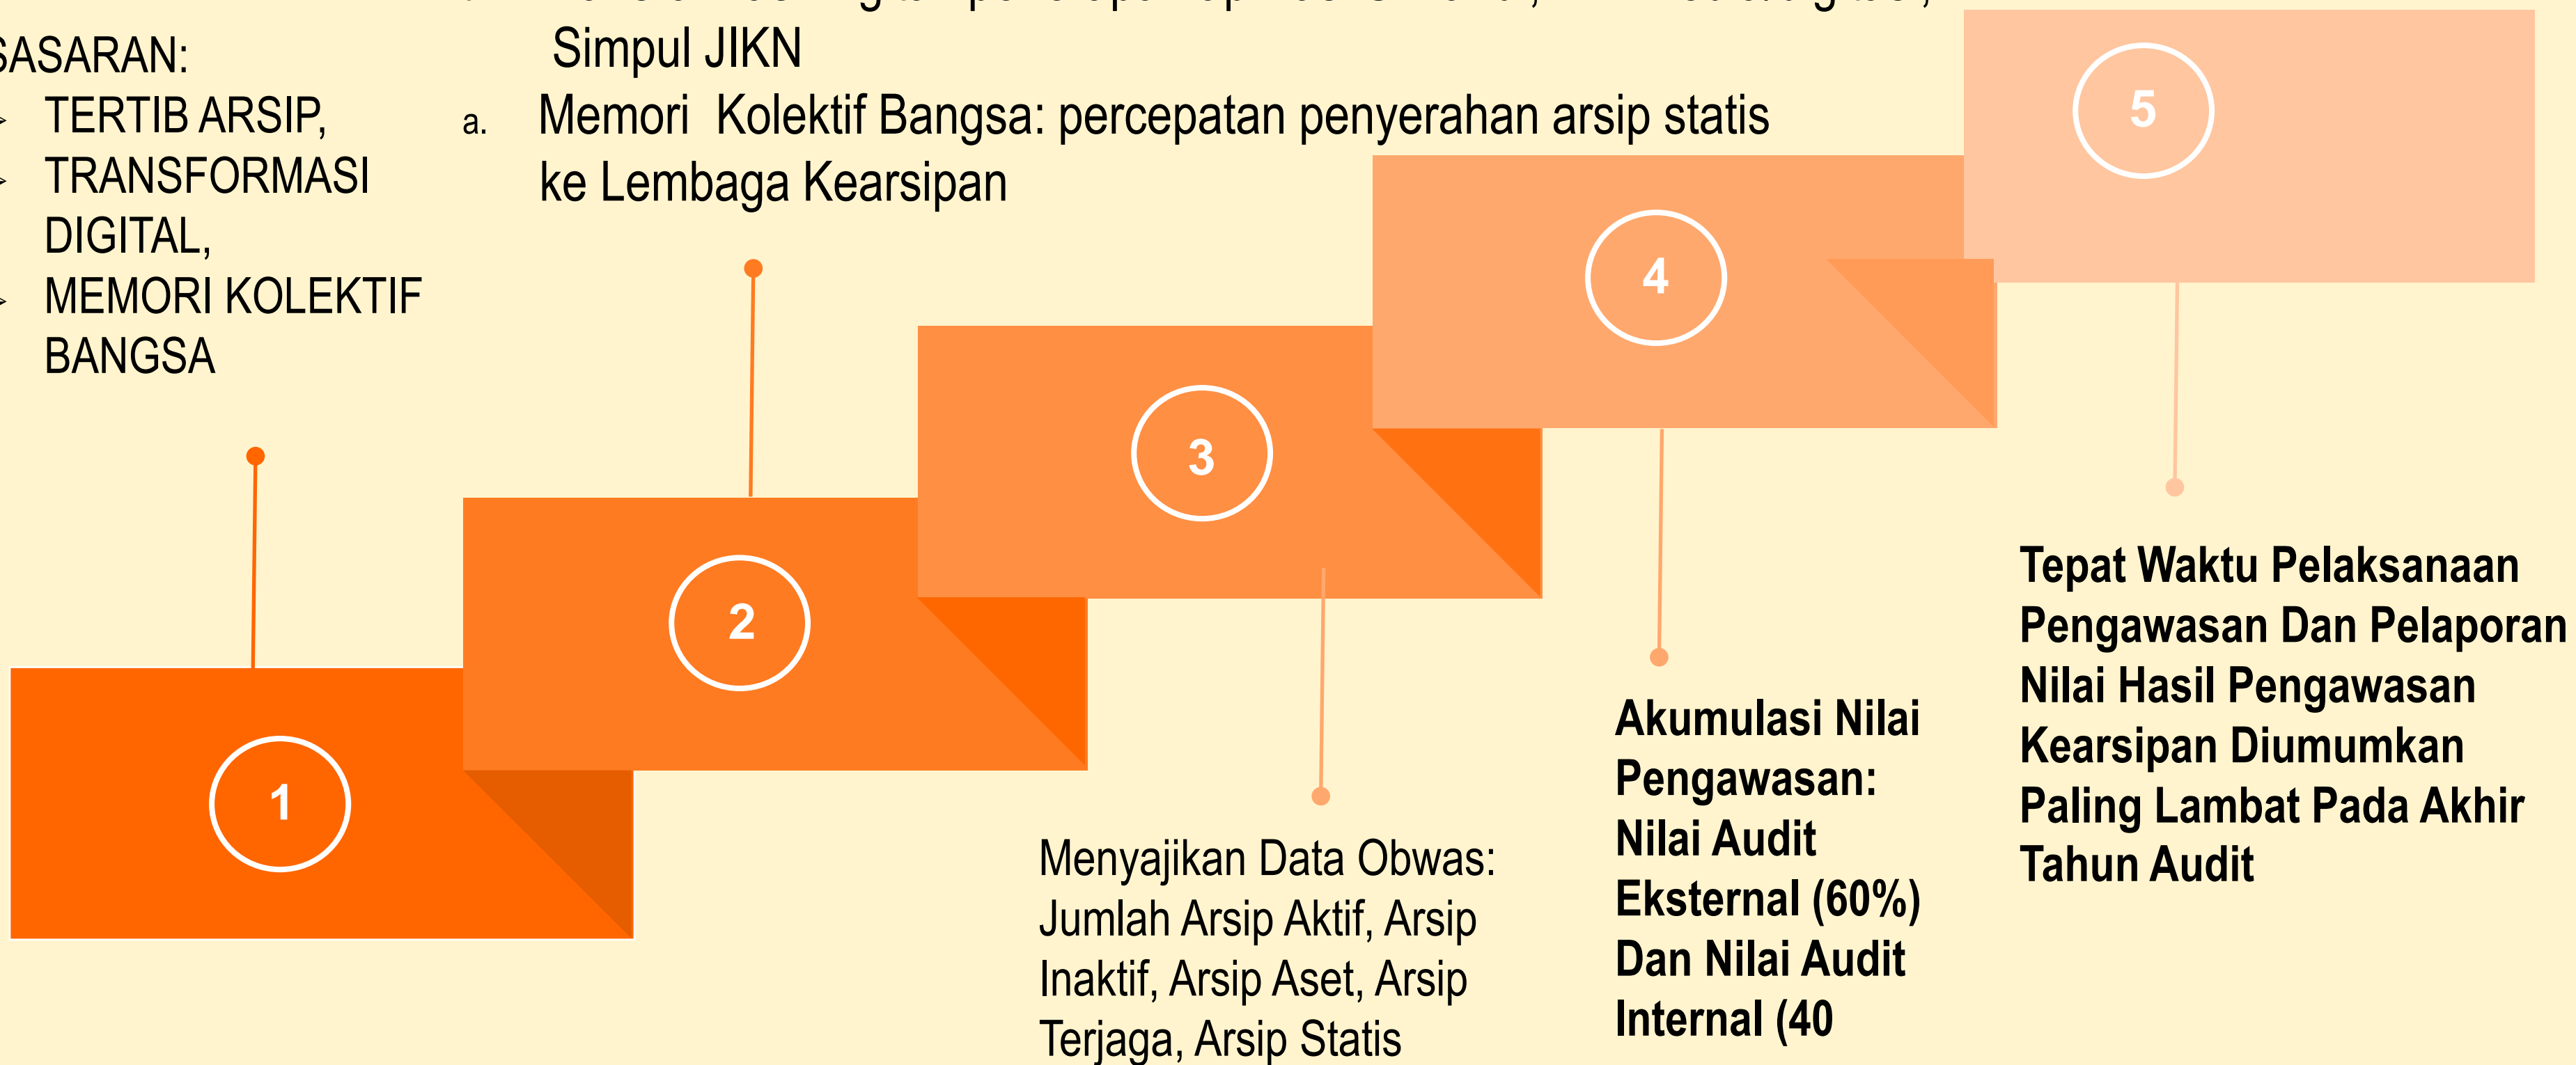 SASARAN:
TERTIB ARSIP,
TRANSFORMASI
DIGITAL,
MEMORI KOLEKTIF
BANGSA
Simpul JIKN
a. Memori Kolektif Bangsa: percepatan penyerahan arsip statis
ke Lembaga Kearsipan
1
2
3
4
5
Menyajikan Data Obwas:
Jumlah Arsip Aktif, Arsip
Inaktif, Arsip Aset, Arsip
Terjaga, Arsip Statis
Akumulasi Nilai
Pengawasan:
Nilai Audit
Eksternal (60%)
Dan Nilai Audit
Internal (40
Tepat Waktu Pelaksanaan
Pengawasan Dan Pelaporan
Nilai Hasil Pengawasan
Kearsipan Diumumkan
Paling Lambat Pada Akhir
Tahun Audit